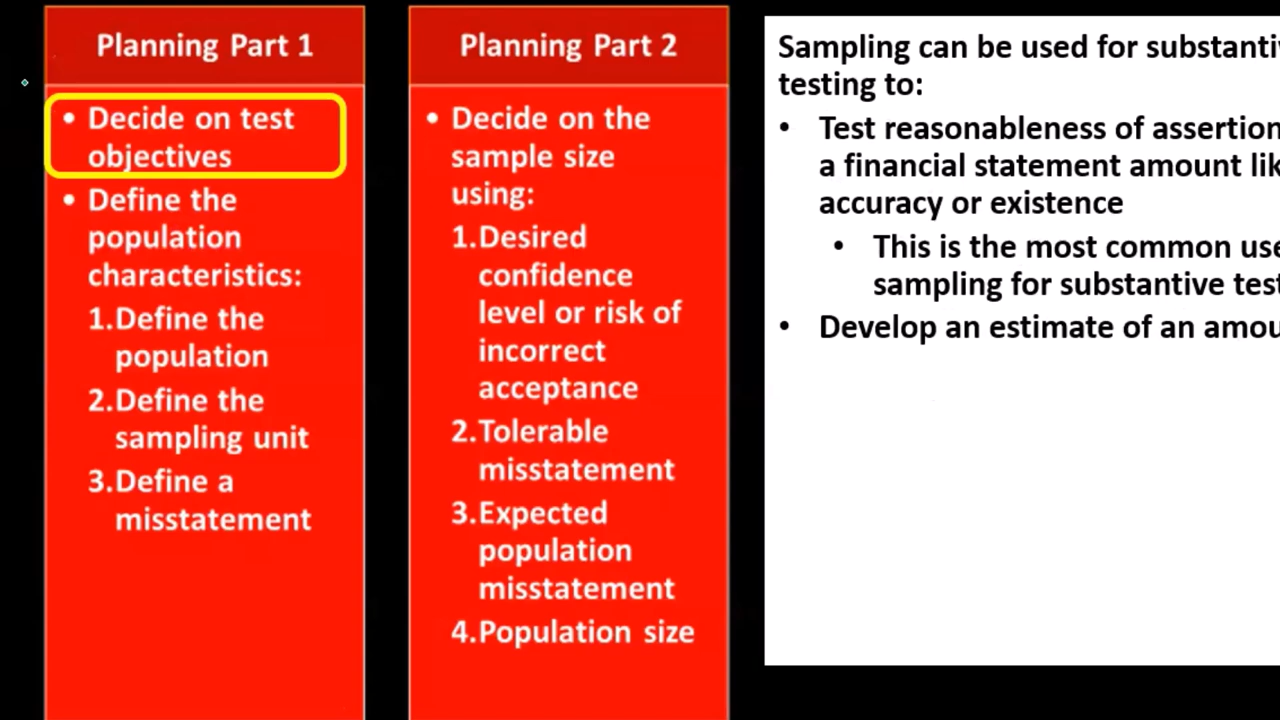 Planning Part 1
• Decide on test
objectives
• Define the
population
characteristics:
1.Define the
population
2.Define the
sampling unit
3.Define a
misstatement
Planning Part 2
• Decide on the
sample size
using:
1.Desired
confidence
level or risk of
incorrect
acceptance
2.Tolerable
misstatement
3.Expected
population
misstatement
4.Population size
Sampling can be used for substanti
testing to:
• Test reasonableness of assertion
a financial statement amount lik
accuracy or existence
• This is the most common use
sampling for substantive test
• Develop an estimate of an amou